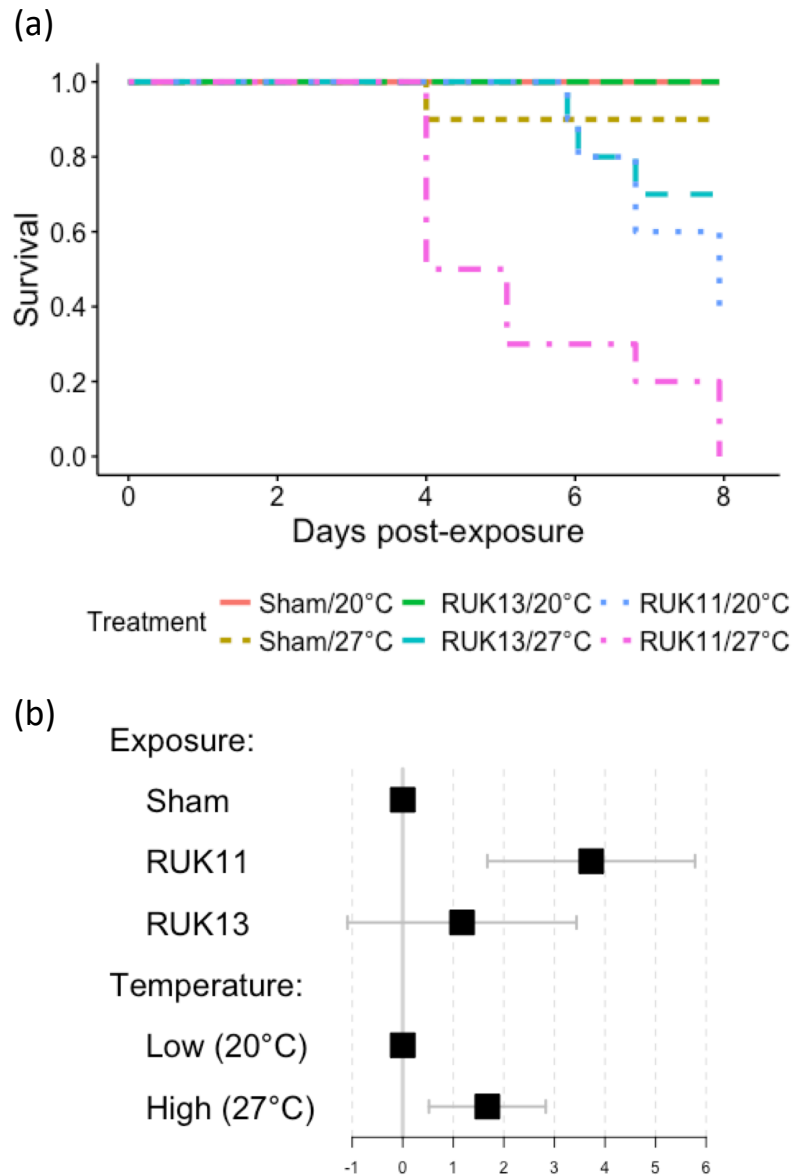 (a)
1.0
0.8
0.6
0.4
0.2
0.0
Survival
0 2 4 6 8
Days post-exposure
Treatment
Sham/20°C RUK13/20°C RUK11/20°C
Sham/27°C RUK13/27°C RUK11/27°C
(b)
Exposure:
Sham
RUK11
RUK13
Temperature:
Low (20°C)
High (27°C)
-1 0 1 2 3 4 5 6